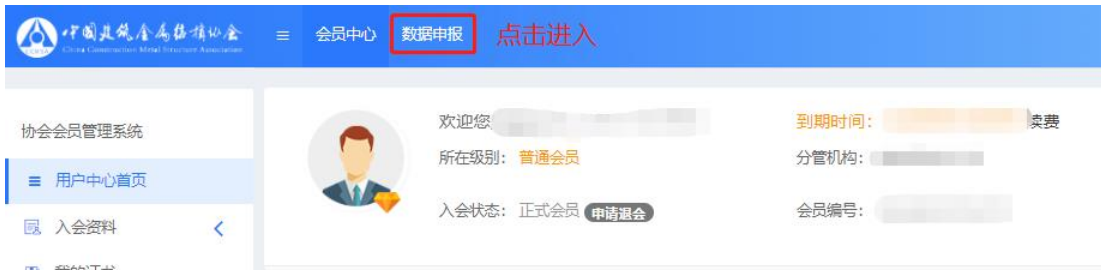 中国建筑金属结构协会
China Construction Metal Structure Association
≡ 会员中心 数据申报 点击进入
协会会员管理系统
用户中心首页
入会资料
我的证书
欢迎您
到期时间： 续费
所在级别：普通会员
分管机构：
入会状态：正式会员 申请退会
会员编号：